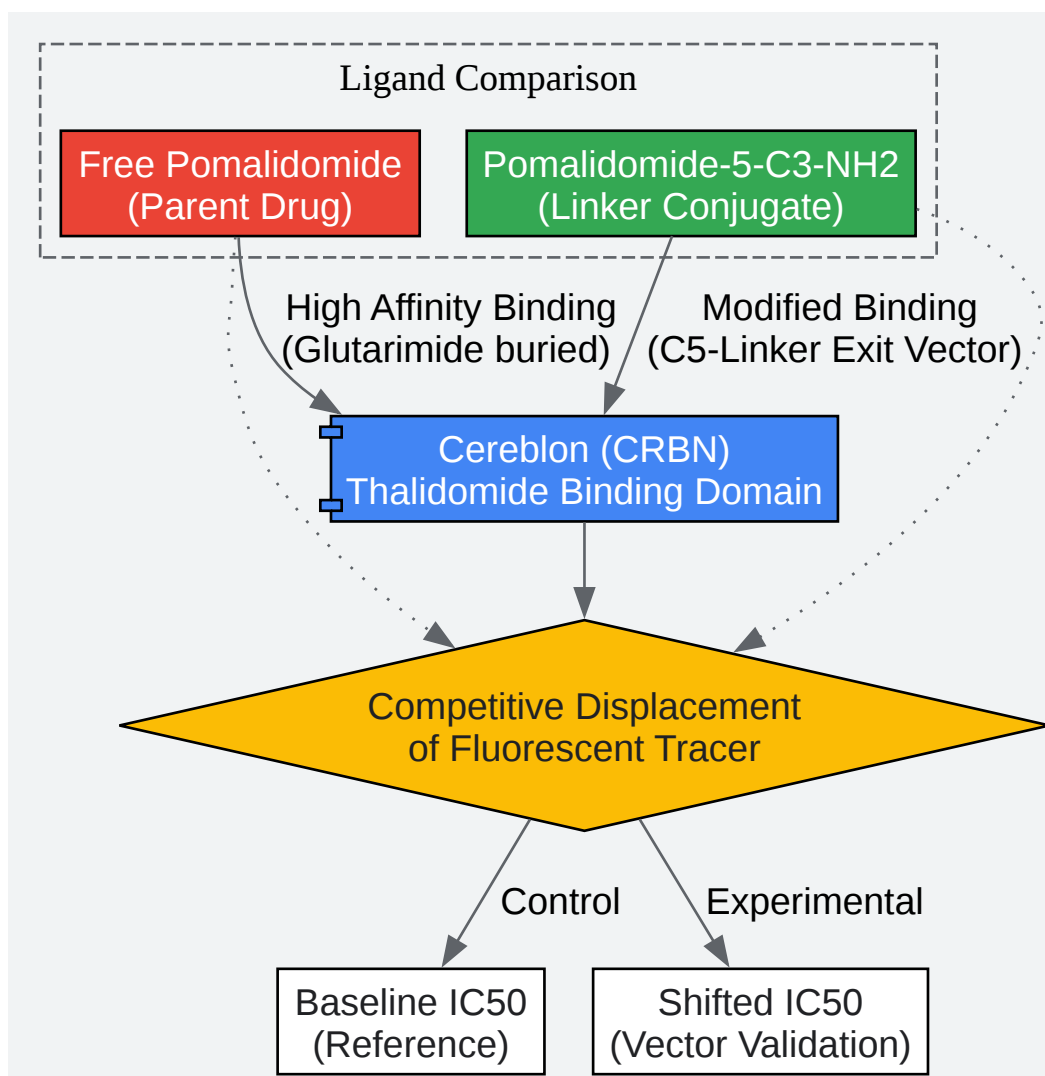 Ligand Comparison
Free Pomalidomide
(Parent Drug)
Pomalidomide-5-C3-NH2
(Linker Conjugate)
High Affinity Binding
(Glutarimide buried)
Modified Binding
(C5-Linker Exit Vector)
Cereblon (CRBN)
Thalidomide Binding Domain
Competitive Displacement
of Fluorescent Tracer
Control
Experimental
Baseline IC50
(Reference)
Shifted IC50
(Vector Validation)